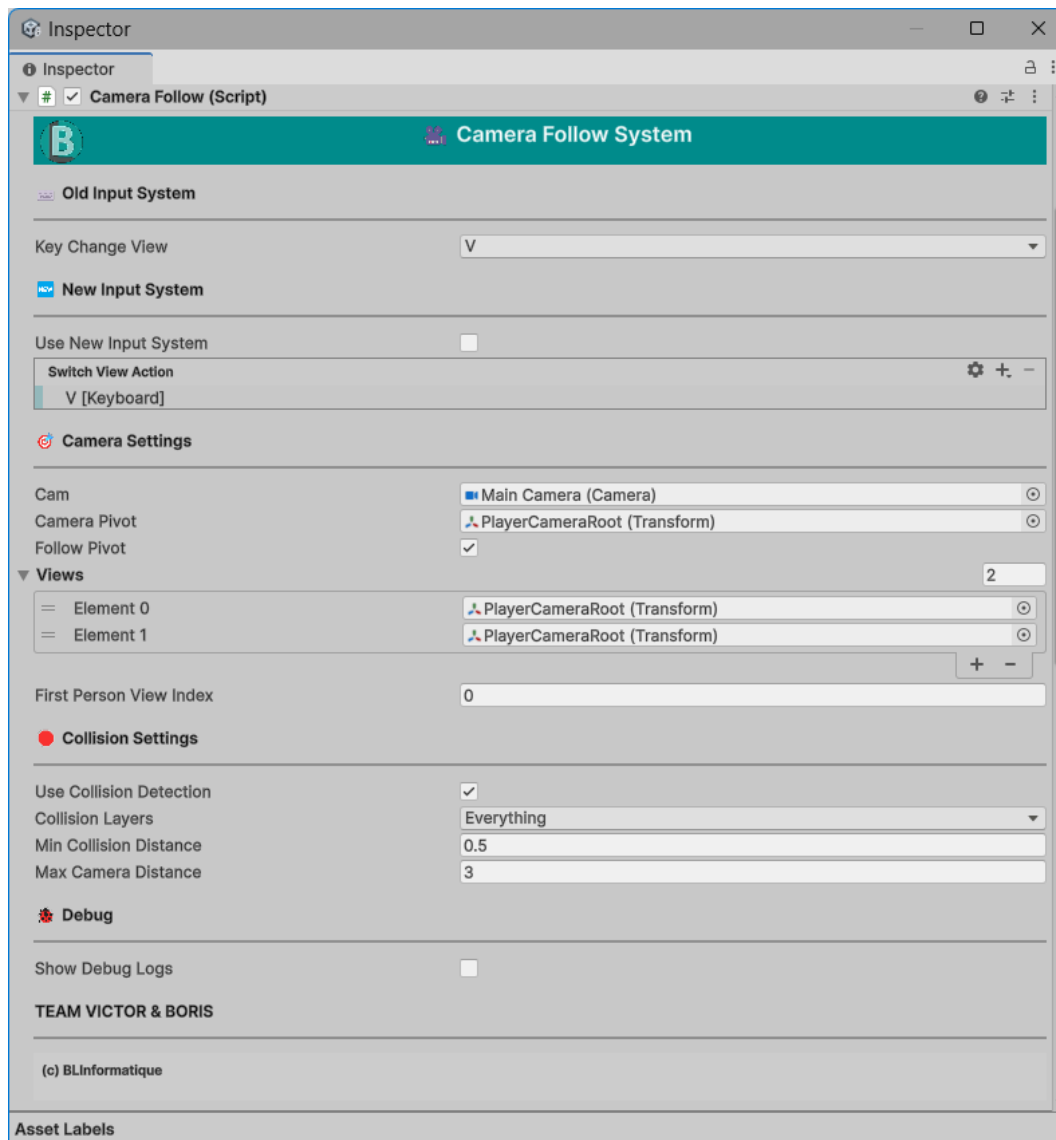 Inspector
Inspector
# Camera Follow (Script)
B Camera Follow System
Old Input System
Key Change View V
New Input System
Use New Input System
Switch View Action
V [Keyboard]
Camera Settings
Cam Main Camera (Camera)
Camera Pivot PlayerCameraRoot (Transform)
Follow Pivot
Views 2
Element 0 PlayerCameraRoot (Transform)
Element 1 PlayerCameraRoot (Transform)
First Person View Index 0
Collision Settings
Use Collision Detection
Collision Layers Everything
Min Collision Distance 0.5
Max Camera Distance 3
Debug
Show Debug Logs
TEAM VICTOR & BORIS
(c) BLInformatique
Asset Labels